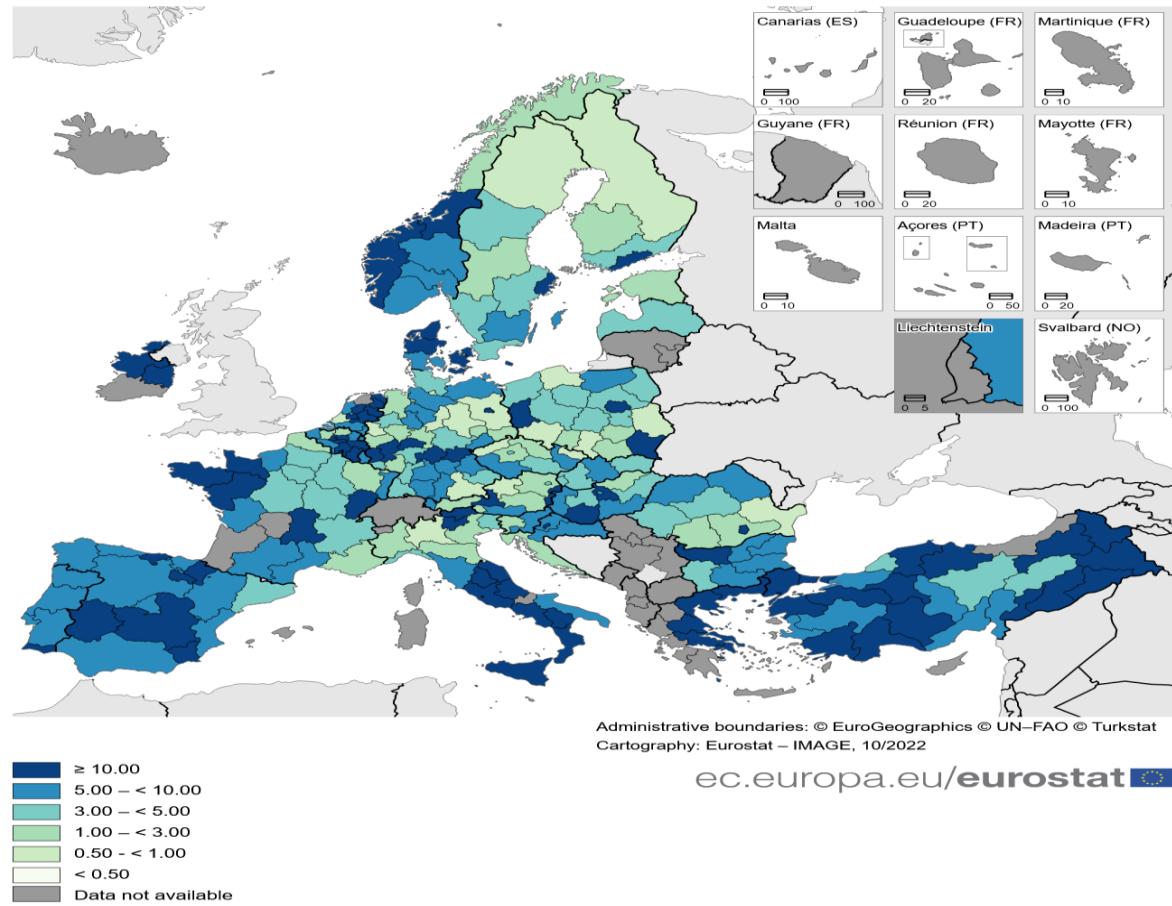 Canarias (ES)
0 100
Guadeloupe (FR)
0 20
Martinique (FR)
0 10
Guyane (FR)
0 100
Réunion (FR)
0 20
Mayotte (FR)
0 10
Malta
0 10
Açores (PT)
0 50
Madeira (PT)
0 20
Liechtenstein
0 5
Svalbard (NO)
0 100
Administrative boundaries: © EuroGeographics © UN–FAO © Turkstat
Cartography: Eurostat – IMAGE, 10/2022
ec.europa.eu/eurostat
≥ 10.00
5.00 – < 10.00
3.00 – < 5.00
1.00 – < 3.00
0.50 - < 1.00
< 0.50
Data not available